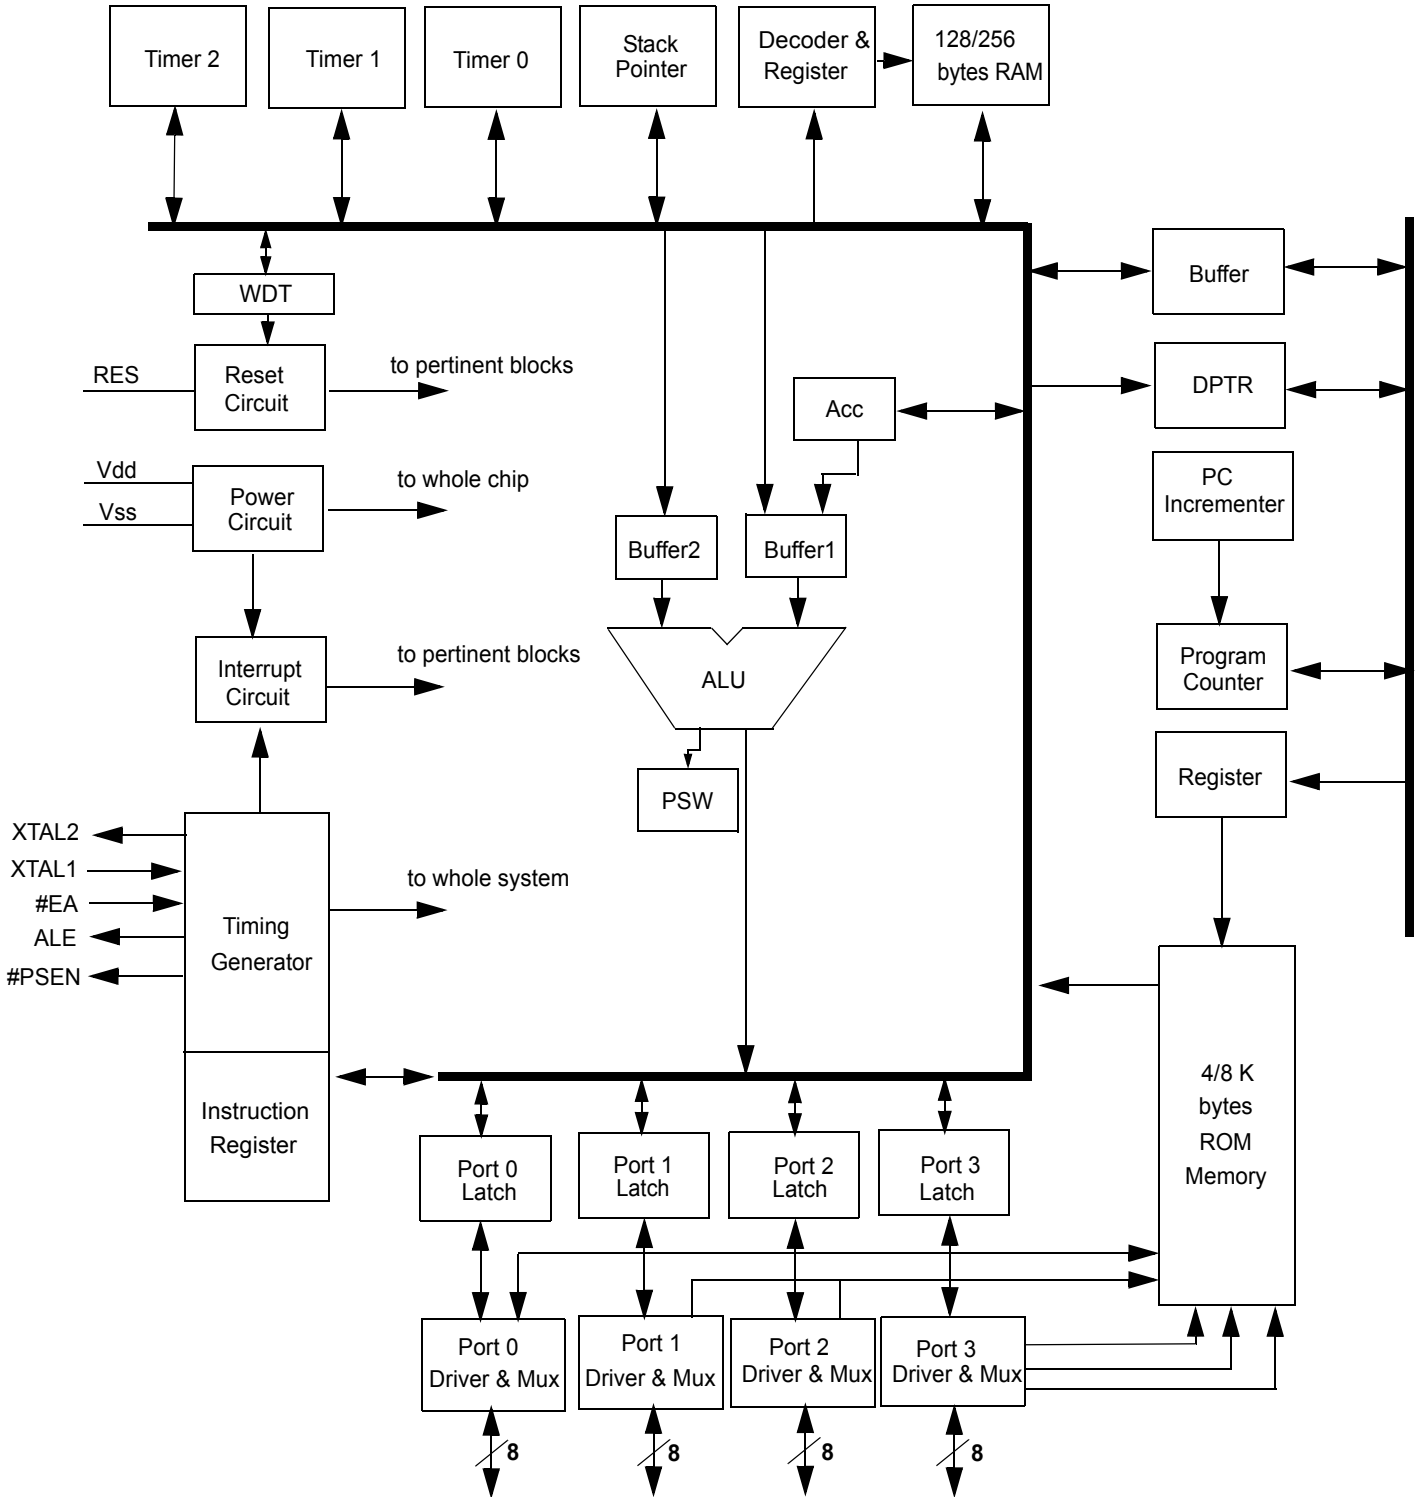 Timer 2
Timer 1
Timer 0
Stack
Pointer
Decoder &
Register
128/256
bytes RAM
WDT
Buffer
RES
Reset
Circuit
to pertinent blocks
DPTR
Acc
Vdd
Vss
Power
Circuit
to whole chip
PC
Incrementer
Buffer2
Buffer1
Interrupt
Circuit
to pertinent blocks
ALU
Program
Counter
PSW
Register
XTAL2
XTAL1
#EA
ALE
#PSEN
Timing
Generator
to whole system
Instruction
Register
4/8 K
bytes
ROM
Memory
Port 0
Latch
Port 1
Latch
Port 2
Latch
Port 3
Latch
Port 0
Driver & Mux
Port 1
Driver & Mux
Port 2
Driver & Mux
Port 3
Driver & Mux
8
8
8
8